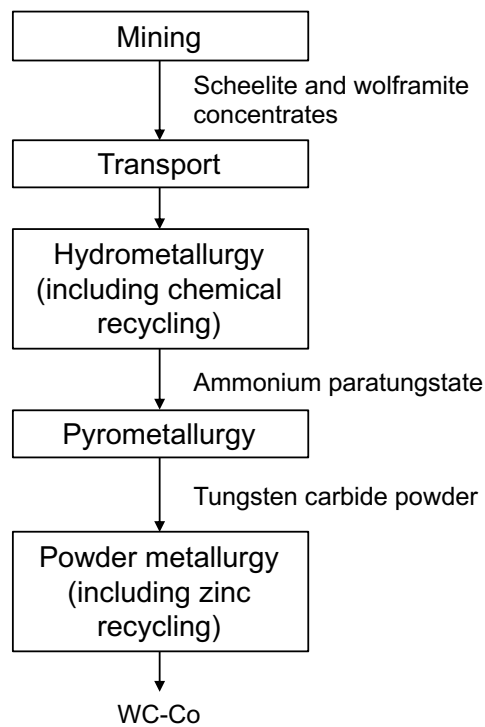 Mining
Scheelite and wolframite
concentrates
Transport
Hydrometallurgy
(including chemical
recycling)
Ammonium paratungstate
Pyrometallurgy
Tungsten carbide powder
Powder metallurgy
(including zinc
recycling)
WC-Co